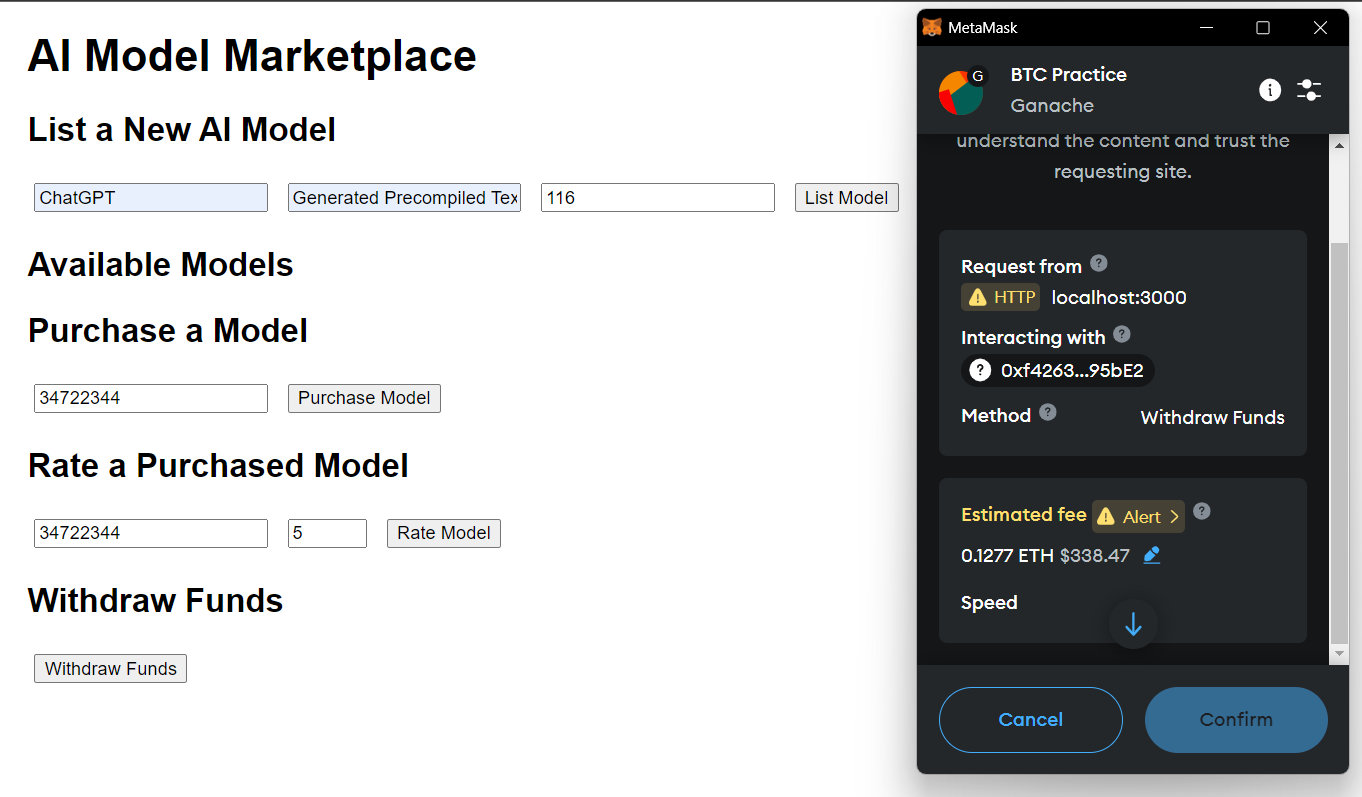 AI Model Marketplace
List a New AI Model
ChatGPT Generated Precompiled Tex 116 List Model
Available Models
Purchase a Model
34722344 Purchase Model
Rate a Purchased Model
34722344 5 Rate Model
Withdraw Funds
Withdraw Funds
MetaMask
G BTC Practice
Ganache
understand the content and trust the
requesting site.
Request from ?
HTTP localhost:3000
Interacting with ?
? 0xf4263...95bE2
Method ? Withdraw Funds
Estimated fee Alert > ?
0.1277 ETH $338.47
Speed
Cancel Confirm